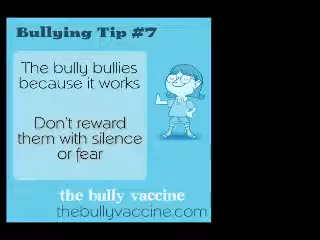 Bullying Tip #7
The bully bullies
because it works
Don't reward
them with silence
or fear
the bully vaccine
thebullyvaccine.com